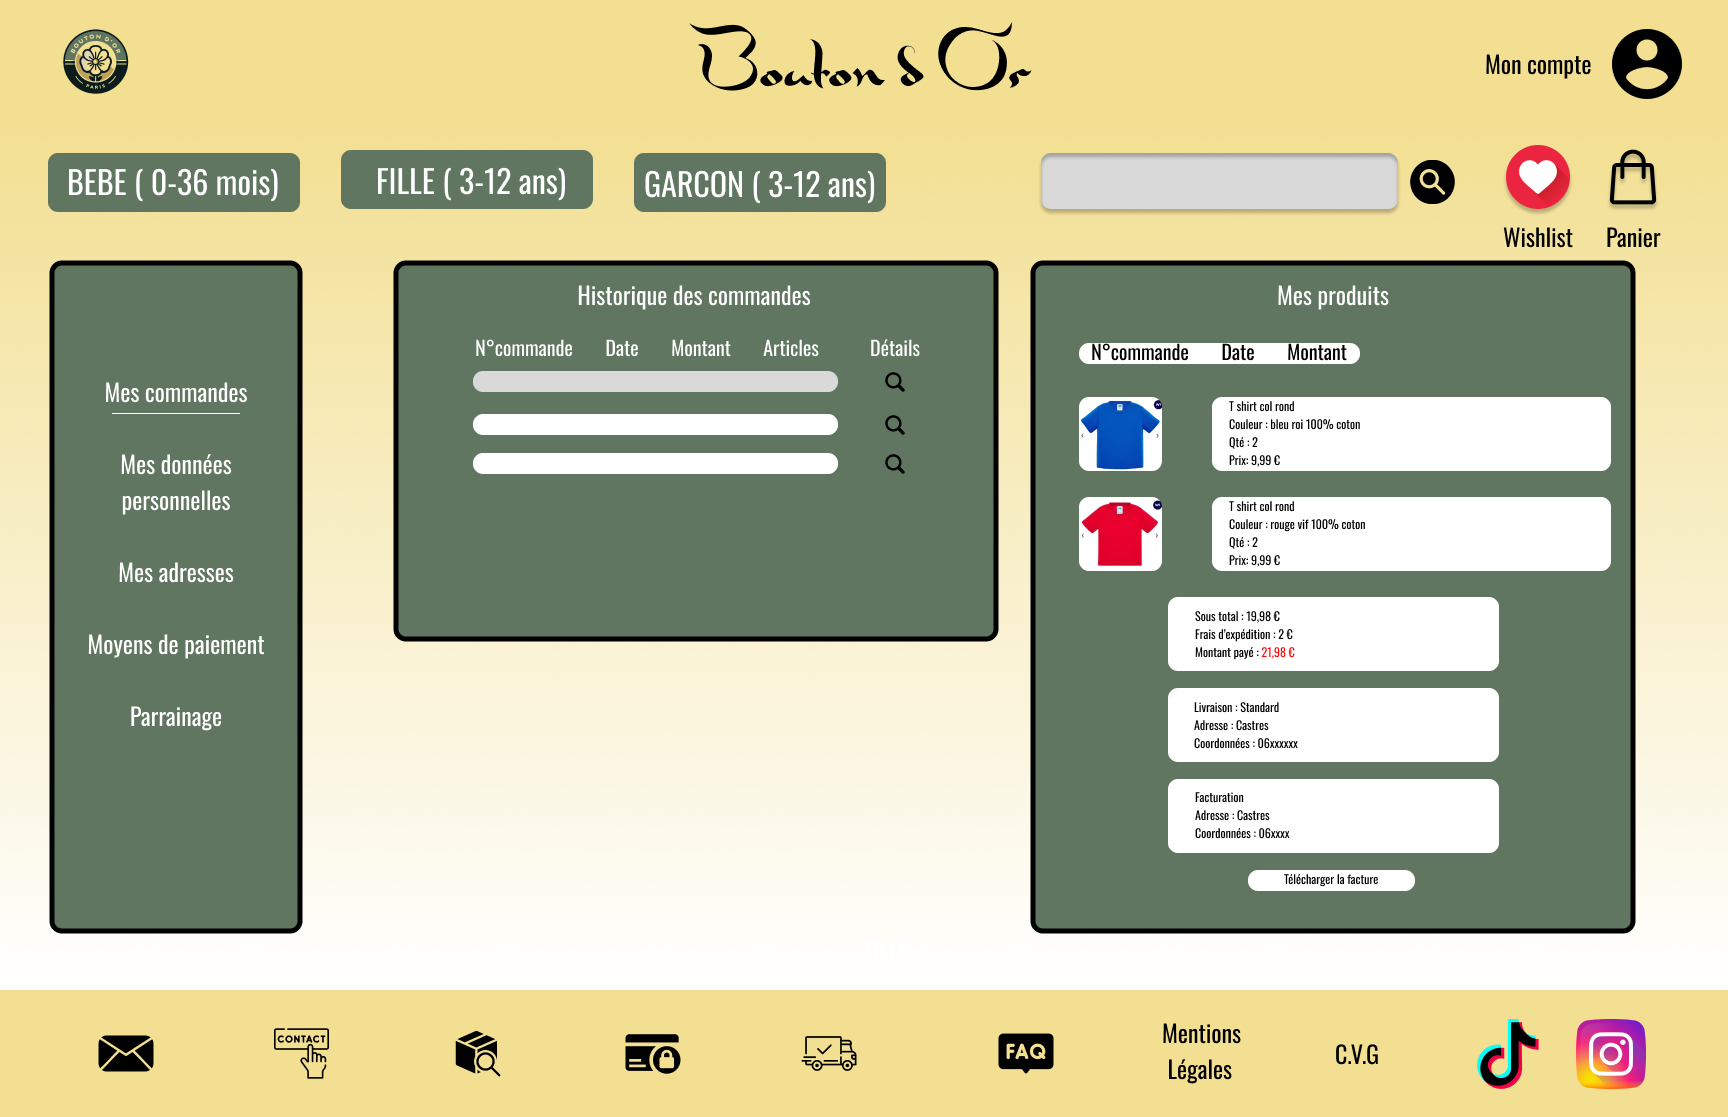 BOUTON D'OR
PARIS
Bouton d Or
Mon compte
BEBE ( 0-36 mois)
FILLE ( 3-12 ans)
GARCON ( 3-12 ans)
Wishlist
Panier
Mes commandes
Mes données
personnelles
Mes adresses
Moyens de paiement
Parrainage
Historique des commandes
N°commande Date Montant Articles Détails
Mes produits
N°commande Date Montant
T shirt col rond
Couleur : bleu roi 100% coton
Qté : 2
Prix: 9,99 €
T shirt col rond
Couleur : rouge vif 100% coton
Qté : 2
Prix: 9,99 €
Sous total : 19,98 €
Frais d'expédition : 2 €
Montant payé : 21,98 €
Livraison : Standard
Adresse : Castres
Coordonnées : 06xxxxxx
Facturation
Adresse : Castres
Coordonnées : 06xxxx
Télécharger la facture
CONTACT
FAQ
Mentions
Légales
C.V.G